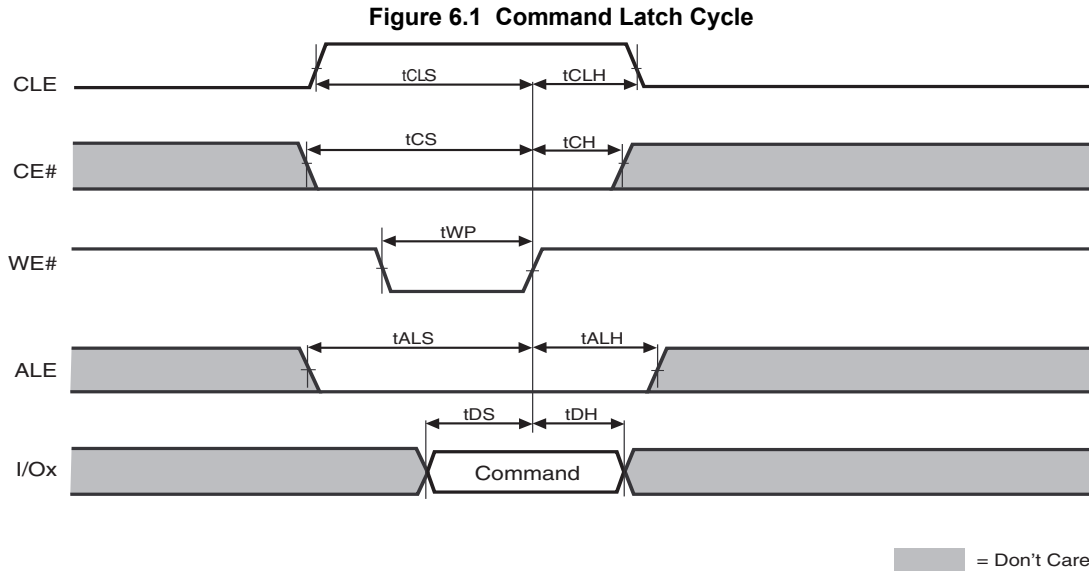 Figure 6.1 Command Latch Cycle
CLE
tCLS
tCLH
CE#
tCS
tCH
WE#
tWP
ALE
tALS
tALH
I/Ox
tDS
tDH
Command
= Don't Care